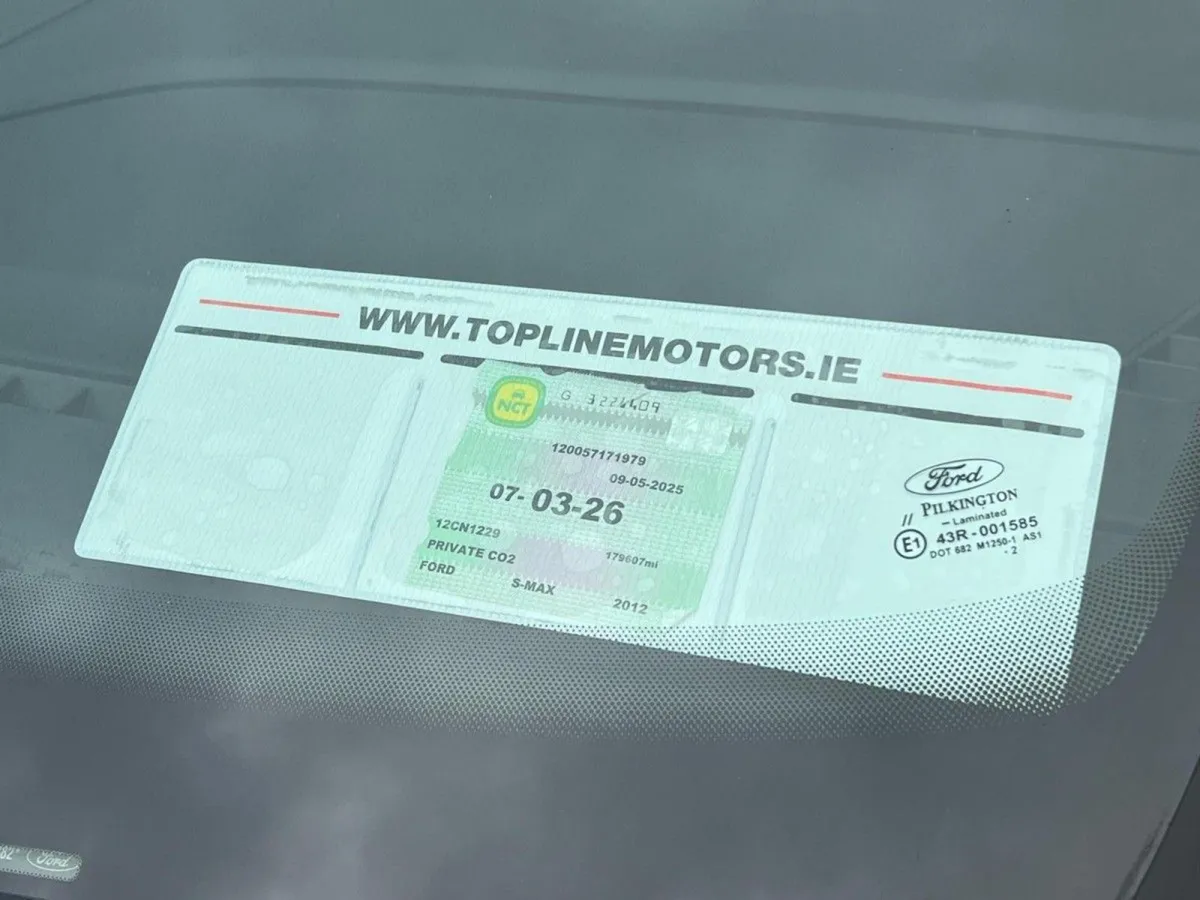 WWW.TOPLINEMOTORS.IE
NCT
G 3224409
120057171979
09-05-2025
07-03-26
12CN1229
PRIVATE CO2
179607mi
FORD
S-MAX
2012
Ford
// PILKINGTON
– Laminated
E1 43R-001585
DOT 682 M1250-1 AS1
-2
Ford